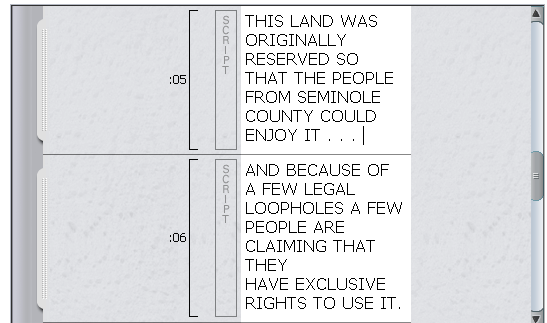 SCRIPT
THIS LAND WAS
ORIGINALLY
RESERVED SO
THAT THE PEOPLE
FROM SEMINOLE
COUNTY COULD
ENJOY IT . . .
:05
SCRIPT
AND BECAUSE OF
A FEW LEGAL
LOOPHOLES A FEW
PEOPLE ARE
CLAIMING THAT
THEY
HAVE EXCLUSIVE
RIGHTS TO USE IT.
:06